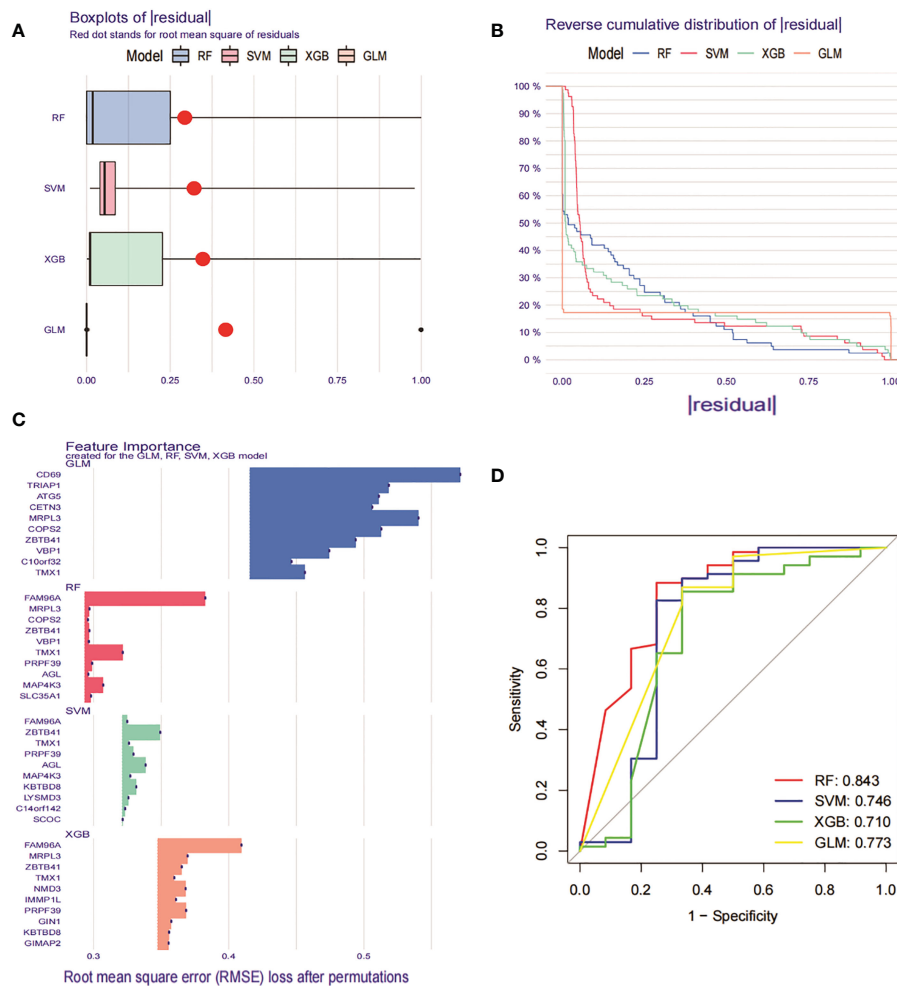 A
Boxplots of |residual|
Red dot stands for root mean square of residuals
Model RF SVM XGB GLM
RF
SVM
XGB
GLM
0.00 0.25 0.50 0.75 1.00
B
Reverse cumulative distribution of |residual|
Model RF SVM XGB GLM
100 %
90 %
80 %
70 %
60 %
50 %
40 %
30 %
20 %
10 %
0 %
0.00 0.25 0.50 0.75 1.00
|residual|
C
Feature Importance
created for the GLM, RF, SVM, XGB model
GLM
CD69
TRIAP1
ATG5
CETN3
MRPL3
COPS2
ZBTB41
VBP1
C10orf32
TMX1
RF
FAM96A
MRPL3
COPS2
ZBTB41
VBP1
TMX1
PRPF39
AGL
MAP4K3
SLC35A1
SVM
FAM96A
ZBTB41
TMX1
PRPF39
AGL
MAP4K3
KBTBD8
LYSMD3
C14orf142
SCOC
XGB
FAM96A
MRPL3
ZBTB41
TMX1
NMD3
IMMP1L
PRPF39
GIN1
KBTBD8
GIMAP2
0.3 0.4 0.5
Root mean square error (RMSE) loss after permutations
D
Sensitivity
1.0
0.8
0.6
0.4
0.2
0.0
RF: 0.843
SVM: 0.746
XGB: 0.710
GLM: 0.773
0.0 0.2 0.4 0.6 0.8 1.0
1 − Specificity